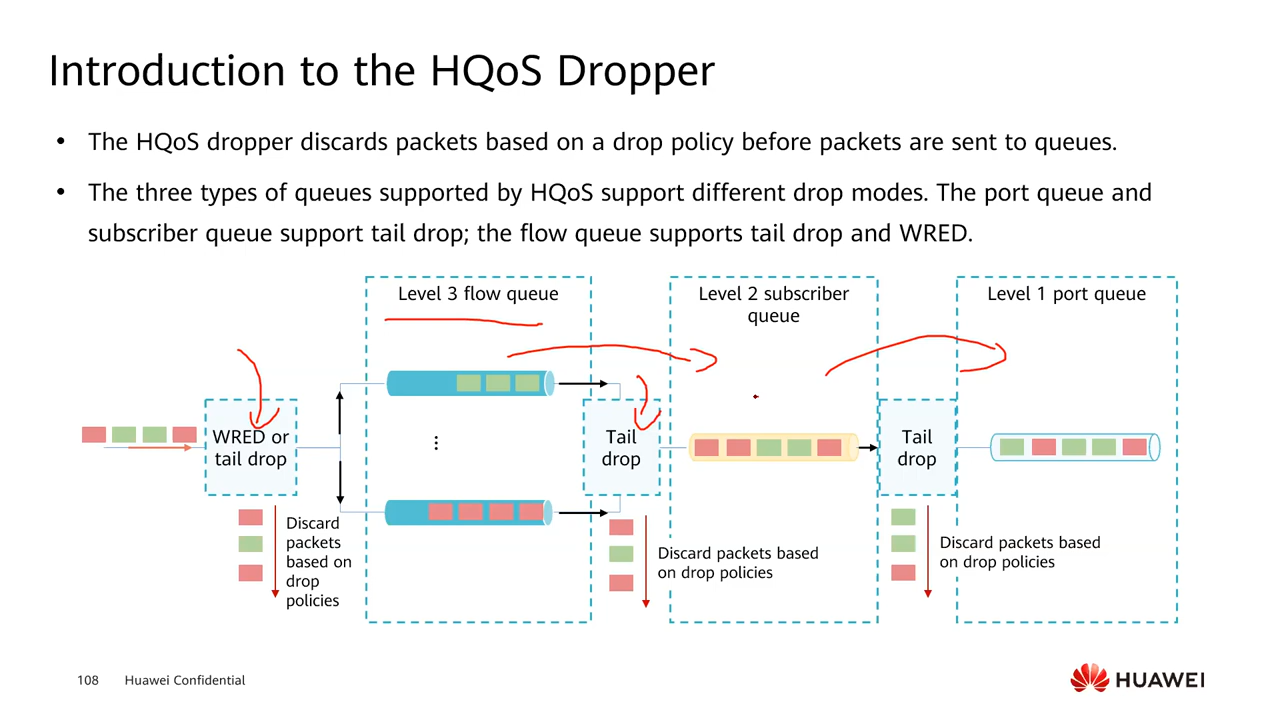 Introduction to the HQoS Dropper
• The HQoS dropper discards packets based on a drop policy before packets are sent to queues.
• The three types of queues supported by HQoS support different drop modes. The port queue and
subscriber queue support tail drop; the flow queue supports tail drop and WRED.
Level 3 flow queue
Level 2 subscriber
queue
Level 1 port queue
WRED or
tail drop
⋮
Tail
drop
Tail
drop
Discard
packets
based on
drop
policies
Discard packets based
on drop policies
Discard packets based
on drop policies
108 Huawei Confidential
HUAWEI